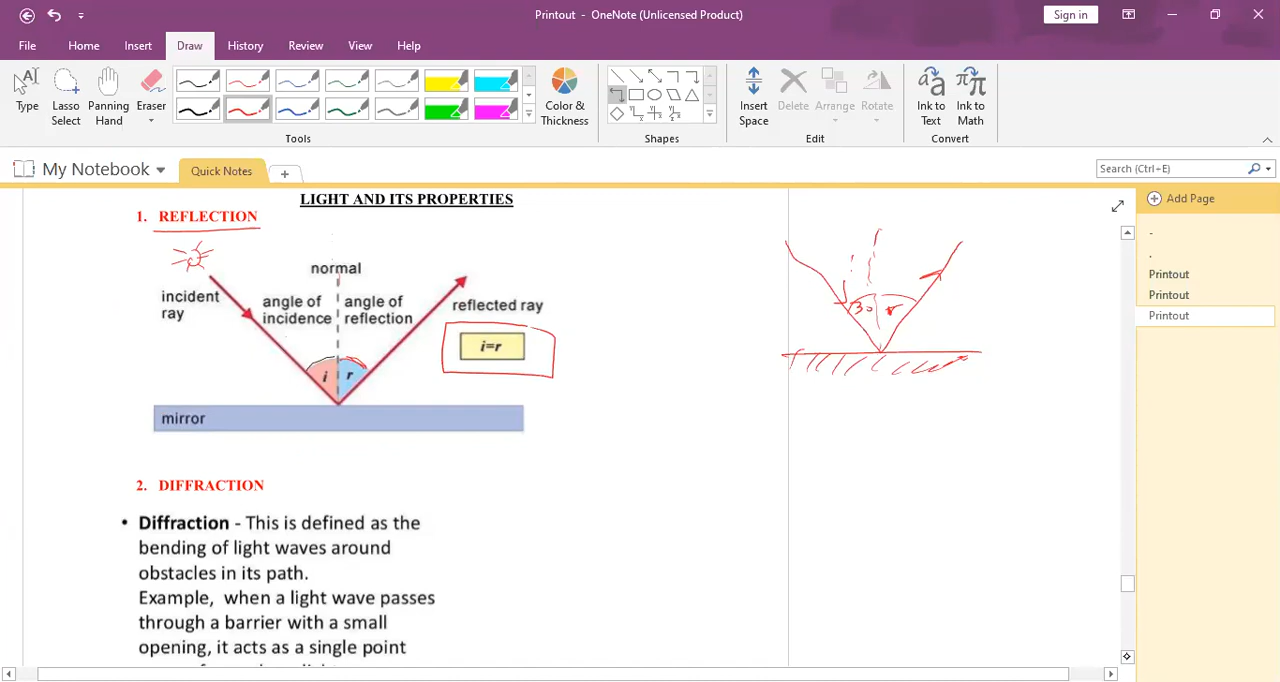 Printout - OneNote (Unlicensed Product)
Sign in
File Home Insert Draw History Review View Help
Type
Lasso Select
Panning Hand
Eraser
Color & Thickness
Insert Space
Delete
Arrange
Rotate
Ink to Text
Ink to Math
Tools
Shapes
Edit
Convert
My Notebook
Quick Notes
Search (Ctrl+E)
Add Page
-
.
Printout
Printout
Printout
LIGHT AND ITS PROPERTIES
1. REFLECTION
normal
incident ray
angle of incidence
angle of reflection
reflected ray
i=r
i
r
mirror
30
r
2. DIFFRACTION
• Diffraction - This is defined as the
bending of light waves around
obstacles in its path.
Example, when a light wave passes
through a barrier with a small
opening, it acts as a single point